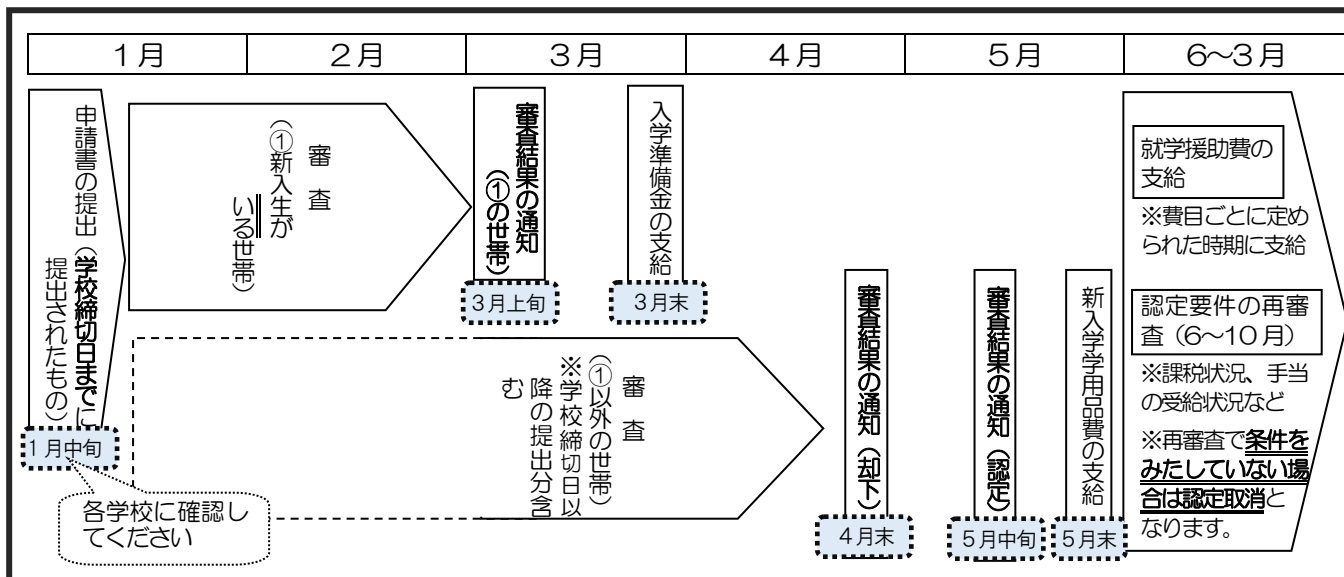 1月
2月
3月
4月
5月
6~3月
申請書の提出（学校締切日までに
提出されたもの）
1月中旬
各学校に確認し
てください
審　査
（①新入生が
いる世帯）
審査結果の通知
（①の世帯）
3月上旬
入学準備金の支給
3月末
審　査
（①以外の世帯）
※学校締切日以
降の提出分含
む
審査結果の通知（却下）
4月末
審査結果の通知（認定）
5月中旬
新入学学用品費の支給
5月末
就学援助費の
支給
※費目ごとに定め
られた時期に支給
認定要件の再審
査（6~10月）
※課税状況、手当
の受給状況など
※再審査で条件を
みたしていない場
合は認定取消と
なります。